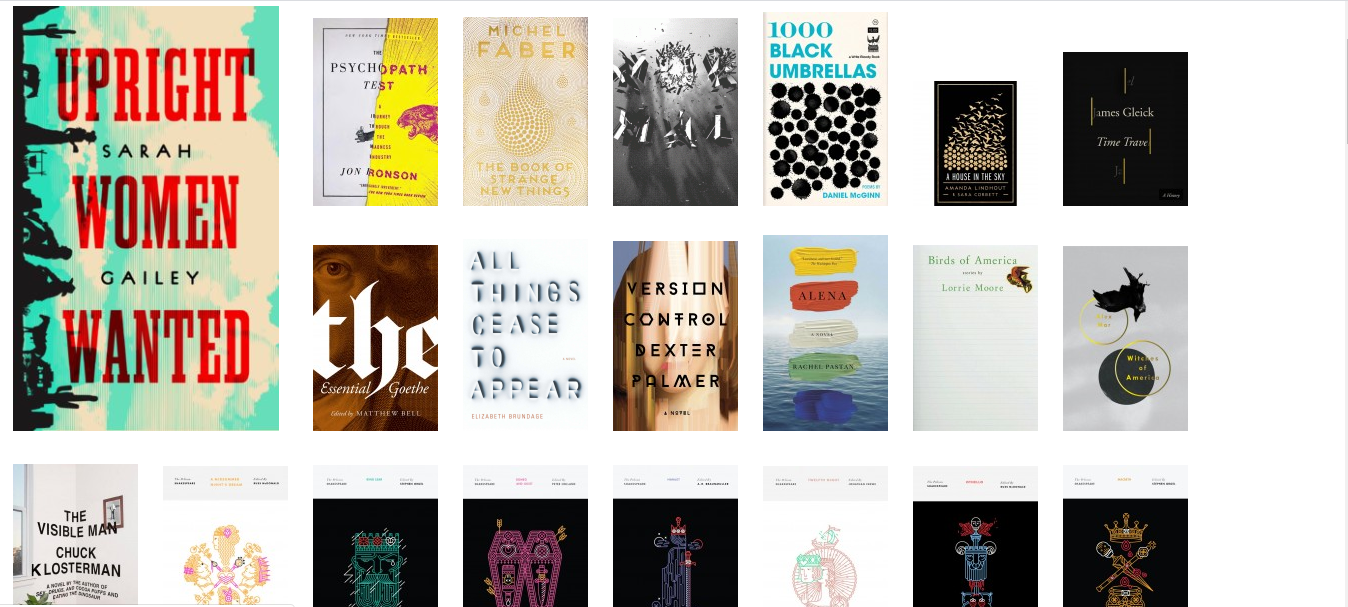 UPRIGHT
SARAH
WOMEN
GAILEY
WANTED
THE
PSYCHOPATH
TEST
A
JOURNEY
THROUGH
THE
MADNESS
INDUSTRY
JON RONSON
MICHEL
FABER
THE BOOK OF
STRANGE
NEW THINGS
1000
BLACK
UMBRELLAS
POEMS BY
DANIEL McGINN
A HOUSE IN THE SKY
AMANDA LINDHOUT
& SARA CORBETT
James Gleick
Time Travel
A History
the
Essential Goethe
Edited by MATTHEW BELL
ALL
THINGS
CEASE
TO
APPEAR
ELIZABETH BRUNDAGE
VERSION
CONTROL
DEXTER
PALMER
A NOVEL
ALENA
A NOVEL
RACHEL PASTAN
Birds of America
stories by
Lorrie Moore
Alex
Mar
Witches
of
America
THE
VISIBLE MAN
CHUCK
KLOSTERMAN
A NOVEL BY THE AUTHOR OF
SEX, DRUGS, AND COCOA PUFFS AND
EATING THE DINOSAUR